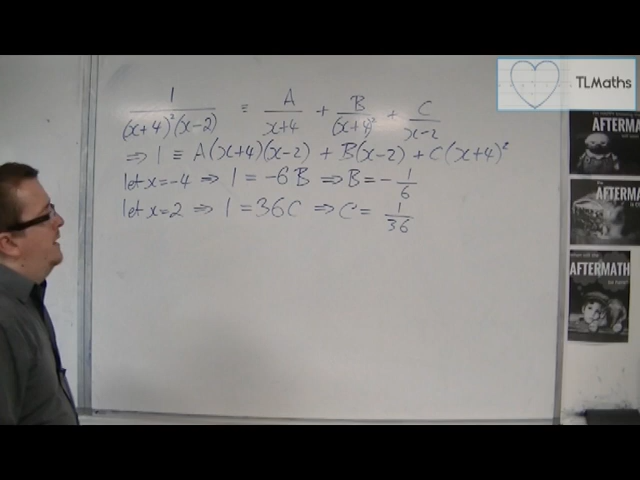 TLMaths
1/((x+4)²(x-2)) ≡ A/(x+4) + B/(x+4)² + C/(x-2)
⇒ 1 ≡ A(x+4)(x-2) + B(x-2) + C(x+4)²
let x=-4 ⇒ 1 = -6B ⇒ B = -1/6
let x=2 ⇒ 1 = 36C ⇒ C = 1/36
AFTERMATH
AFTERMATH
AFTERMATH